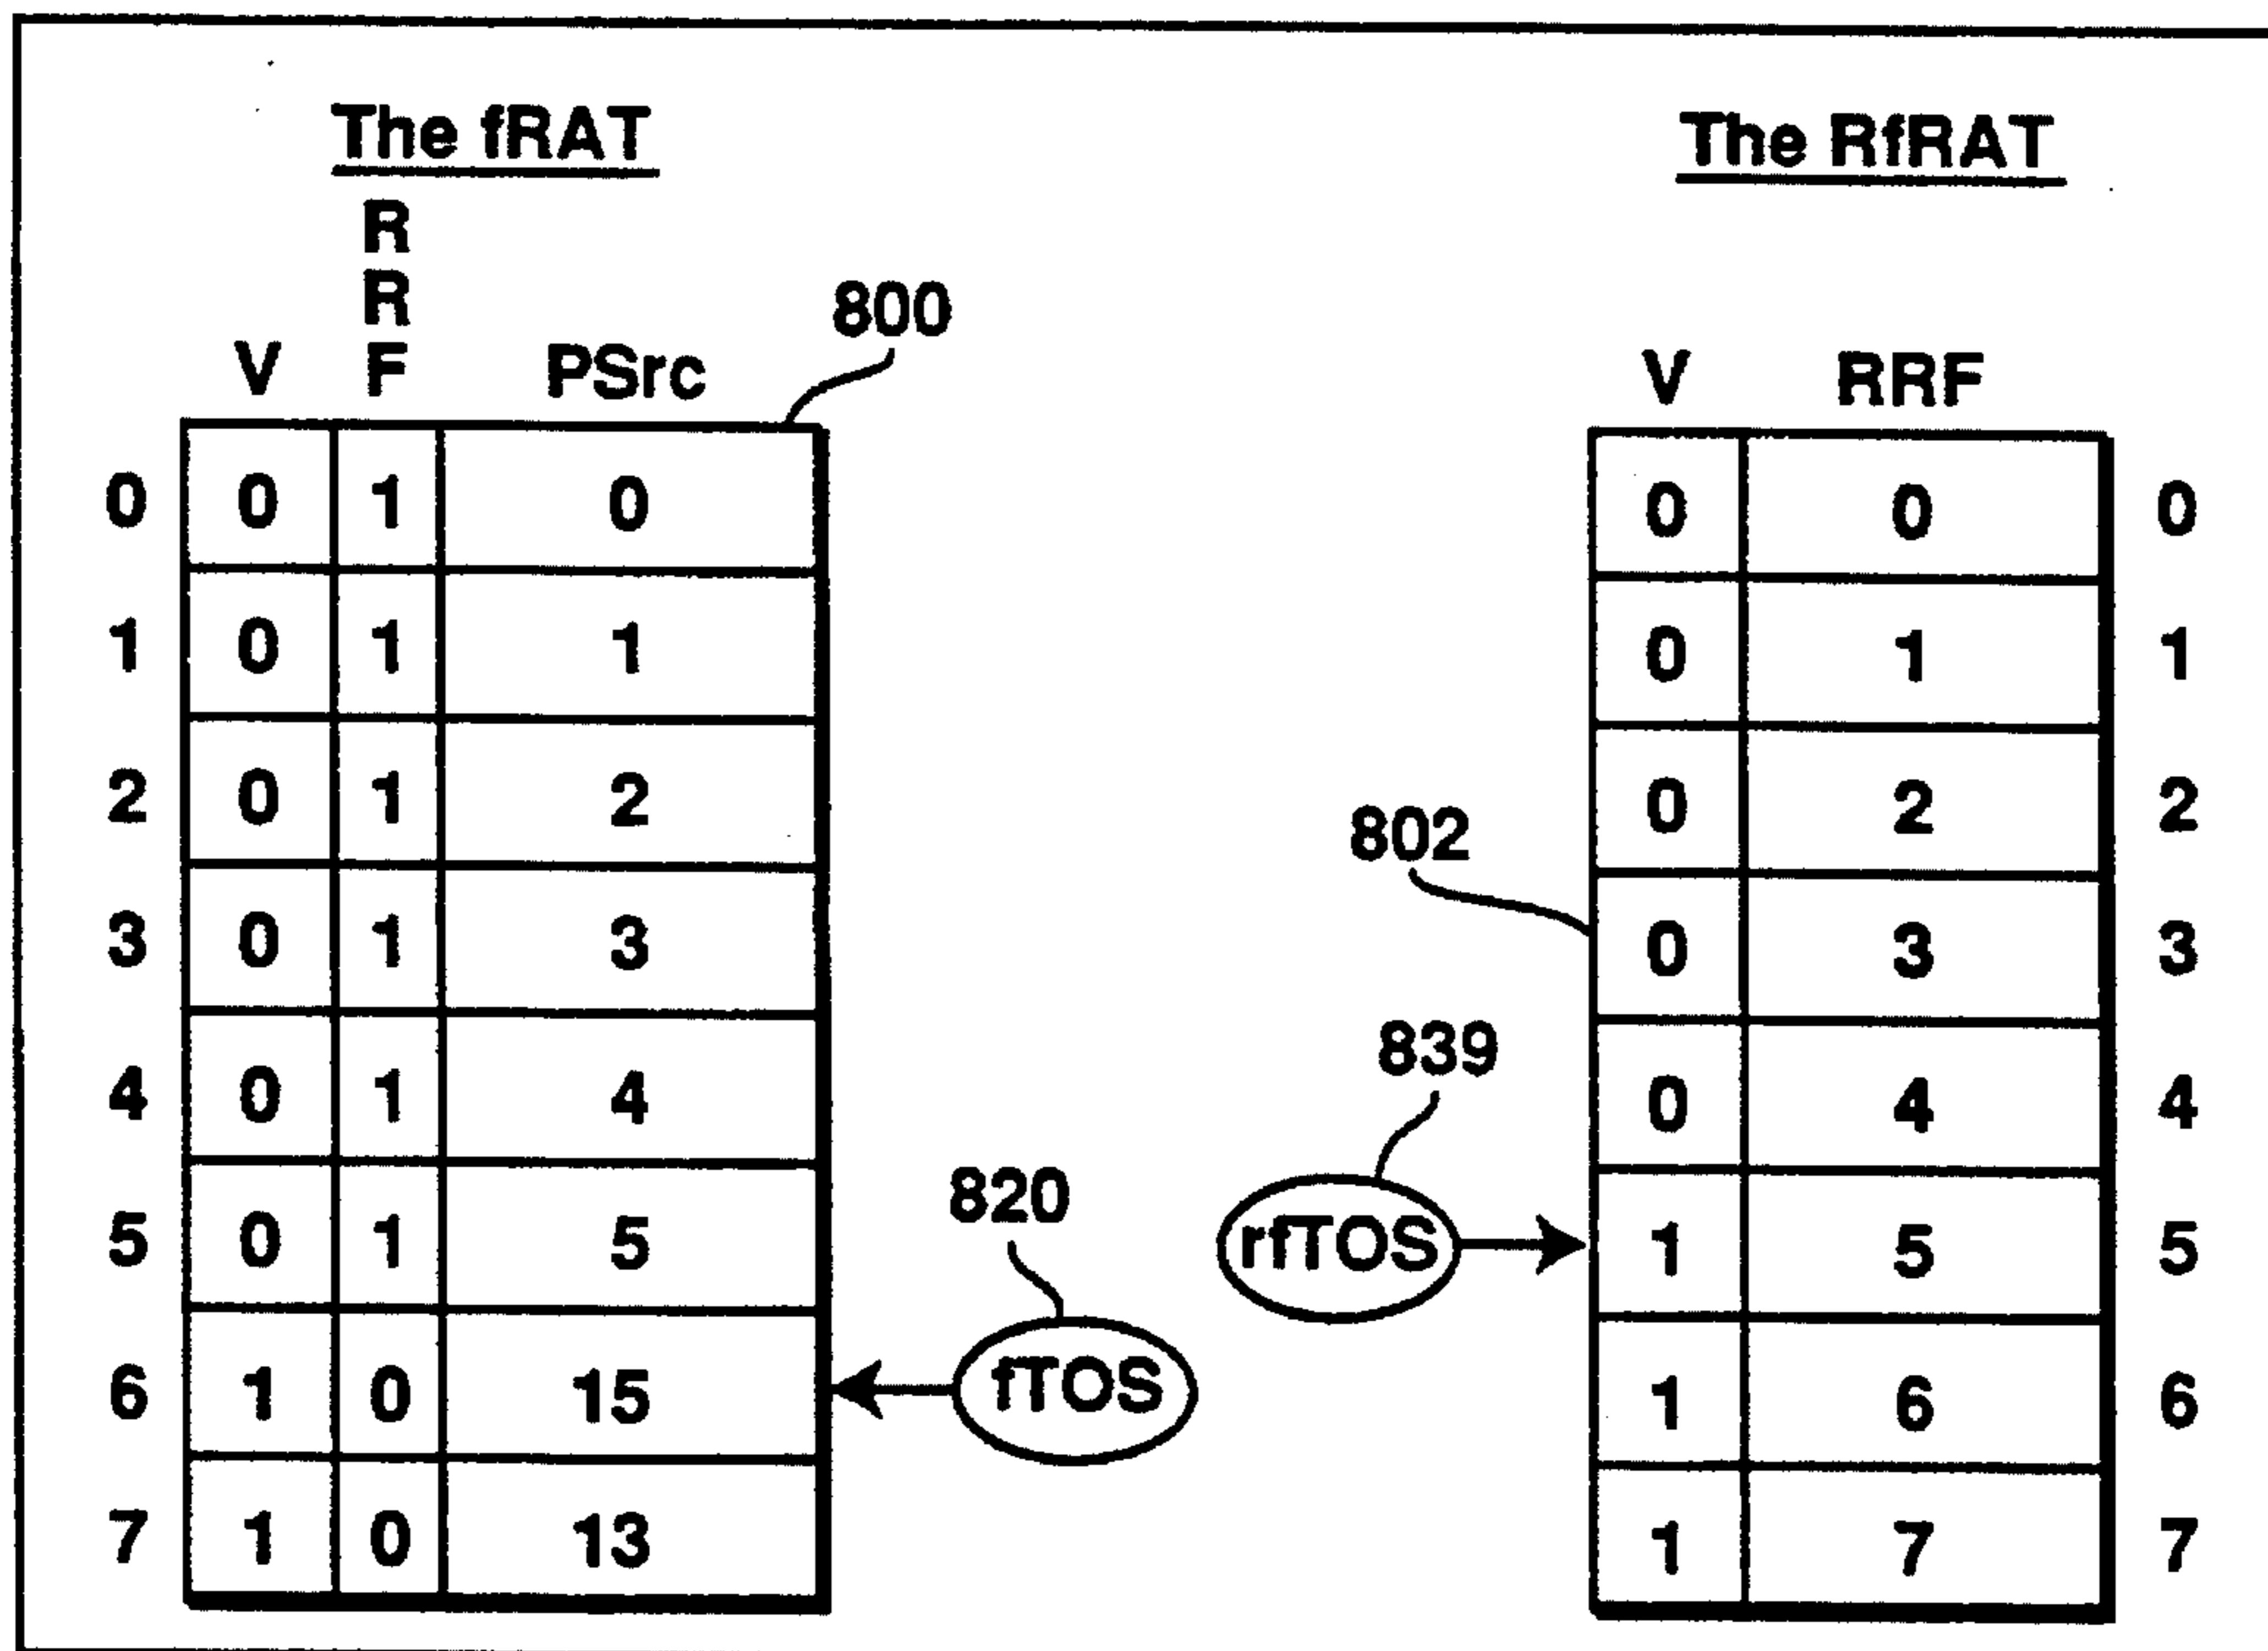 The fRAT
The RfRAT
R
R
V F PSrc
800
V RRF
0 0 1 0
1 0 1 1
2 0 1 2
3 0 1 3
4 0 1 4
5 0 1 5
6 1 0 15
7 1 0 13
820
fTOS
802
839
rfTOS
0 0 0
0 1 1
0 2 2
0 3 3
0 4 4
1 5 5
1 6 6
1 7 7